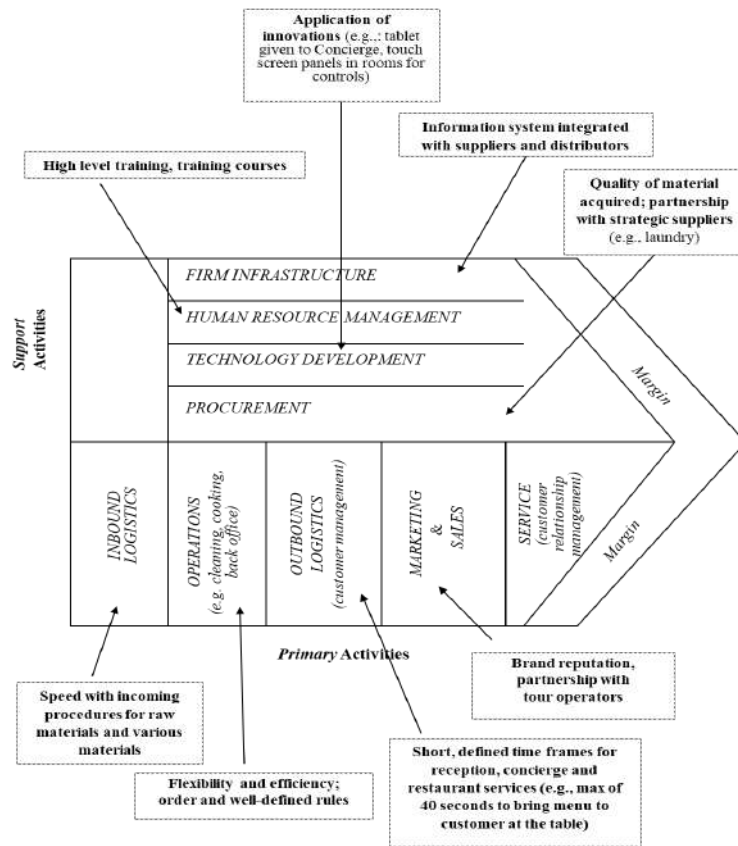 Application of
innovations (e.g.,: tablet
given to Concierge, touch
screen panels in rooms for
controls)
Information system integrated
with suppliers and distributors
High level training, training courses
Quality of material
acquired; partnership
with strategic suppliers
(e.g., laundry)
Support
Activities
FIRM INFRASTRUCTURE
HUMAN RESOURCE MANAGEMENT
TECHNOLOGY DEVELOPMENT
PROCUREMENT
Margin
INBOUND
LOGISTICS
OPERATIONS
(e.g. cleaning, cooking,
back office)
OUTBOUND
LOGISTICS
(customer management)
MARKETING
&
SALES
SERVICE
(customer
relationship
management)
Margin
Primary Activities
Speed with incoming
procedures for raw
materials and various
materials
Flexibility and efficiency;
order and well-defined rules
Brand reputation,
partnership with
tour operators
Short, defined time frames for
reception, concierge and
restaurant services (e.g., max of
40 seconds to bring menu to
customer at the table)